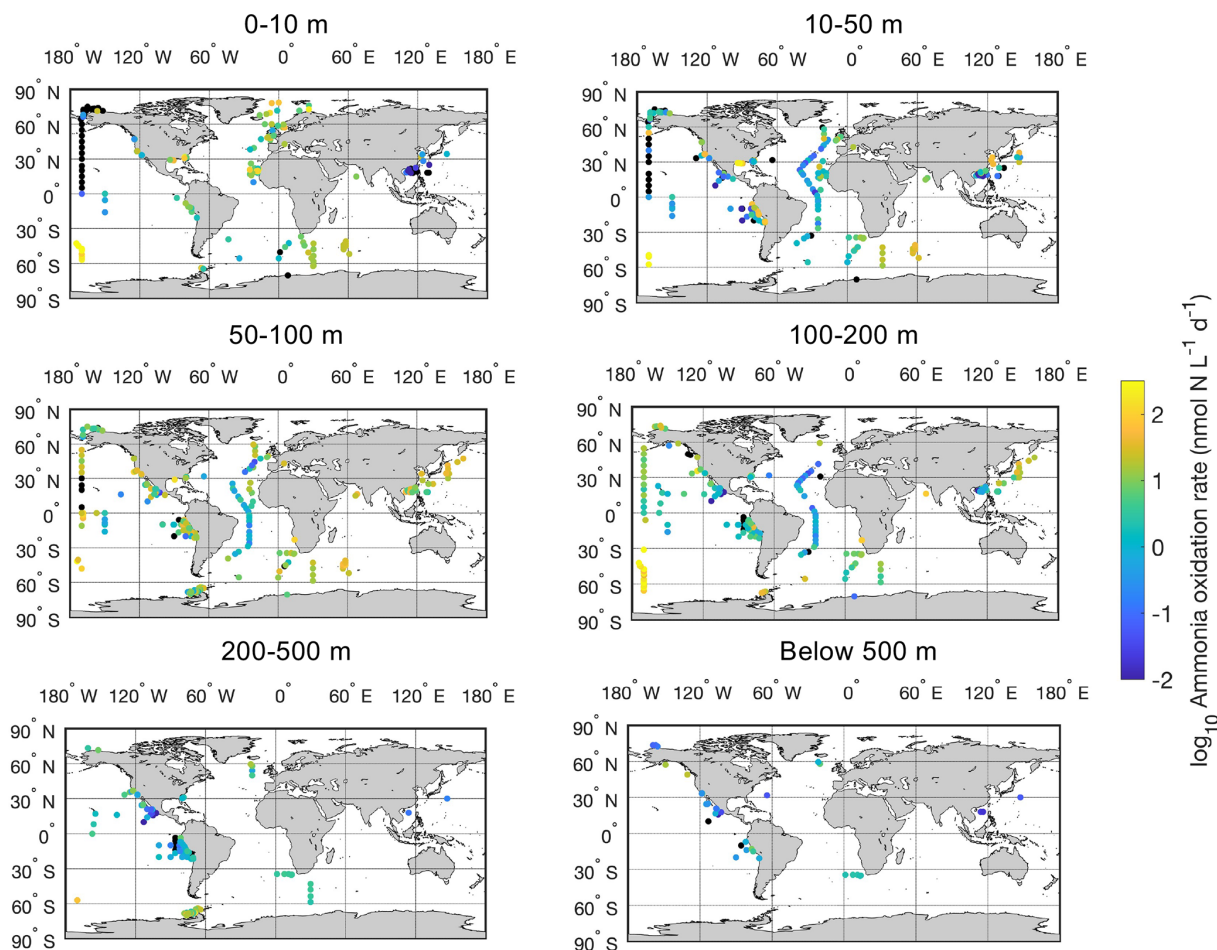 0-10 m
180° W 120° W 60° W 0° 60° E 120° E 180° E
90° N
60° N
30° N
0°
30° S
60° S
90° S
10-50 m
180° W 120° W 60° W 0° 60° E 120° E 180° E
90° N
60° N
30° N
0°
30° S
60° S
90° S
50-100 m
180° W 120° W 60° W 0° 60° E 120° E 180° E
90° N
60° N
30° N
0°
30° S
60° S
90° S
100-200 m
180° W 120° W 60° W 0° 60° E 120° E 180° E
90° N
60° N
30° N
0°
30° S
60° S
90° S
200-500 m
180° W 120° W 60° W 0° 60° E 120° E 180° E
90° N
60° N
30° N
0°
30° S
60° S
90° S
Below 500 m
180° W 120° W 60° W 0° 60° E 120° E 180° E
90° N
60° N
30° N
0°
30° S
60° S
90° S
2
1
0
-1
-2
log₁₀ Ammonia oxidation rate (nmol N L⁻¹ d⁻¹)